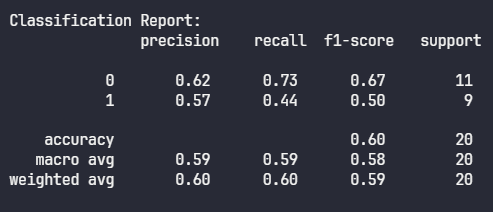 Classification Report:
precision recall f1-score support
0 0.62 0.73 0.67 11
1 0.57 0.44 0.50 9
accuracy 0.60 20
macro avg 0.59 0.59 0.58 20
weighted avg 0.60 0.60 0.59 20